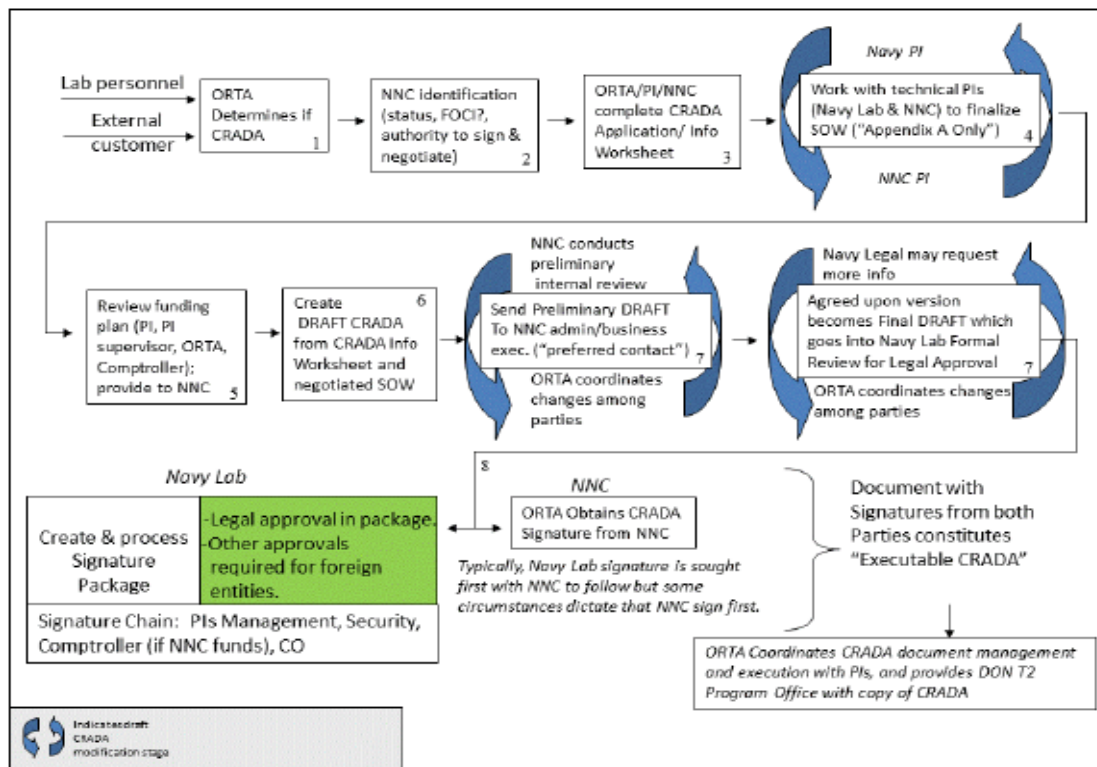 Lab personnel
External
customer
ORTA
Determines if
CRADA
1
NNC identification
(status, FOCI?,
authority to sign &
negotiate)
2
ORTA/PI/NNC
complete CRADA
Application/ Info
Worksheet
3
Navy PI
Work with technical PIs
(Navy Lab & NNC) to finalize
SOW ("Appendix A Only")
4
NNC PI
Review funding
plan (PI, PI
supervisor, ORTA,
Comptroller);
provide to NNC
5
6
Create
DRAFT CRADA
from CRADA Info
Worksheet and
negotiated SOW
NNC conducts
preliminary
internal review
Send Preliminary DRAFT
To NNC admin/business
exec. ("preferred contact")
7
ORTA coordinates
changes among
parties
Navy Legal may request
more info
Agreed upon version
becomes Final DRAFT which
goes into Navy Lab Formal
Review for Legal Approval
7
ORTA coordinates changes
among parties
8
Navy Lab
Create & process
Signature
Package
-Legal approval in package.
-Other approvals
required for foreign
entities.
Signature Chain: PIs Management, Security,
Comptroller (if NNC funds), CO
NNC
ORTA Obtains CRADA
Signature from NNC
Typically, Navy Lab signature is sought
first with NNC to follow but some
circumstances dictate that NNC sign first.
Document with
Signatures from both
Parties constitutes
"Executable CRADA"
ORTA Coordinates CRADA document management
and execution with PIs, and provides DON T2
Program Office with copy of CRADA
Indicatesdraft
CRADA
modification stage